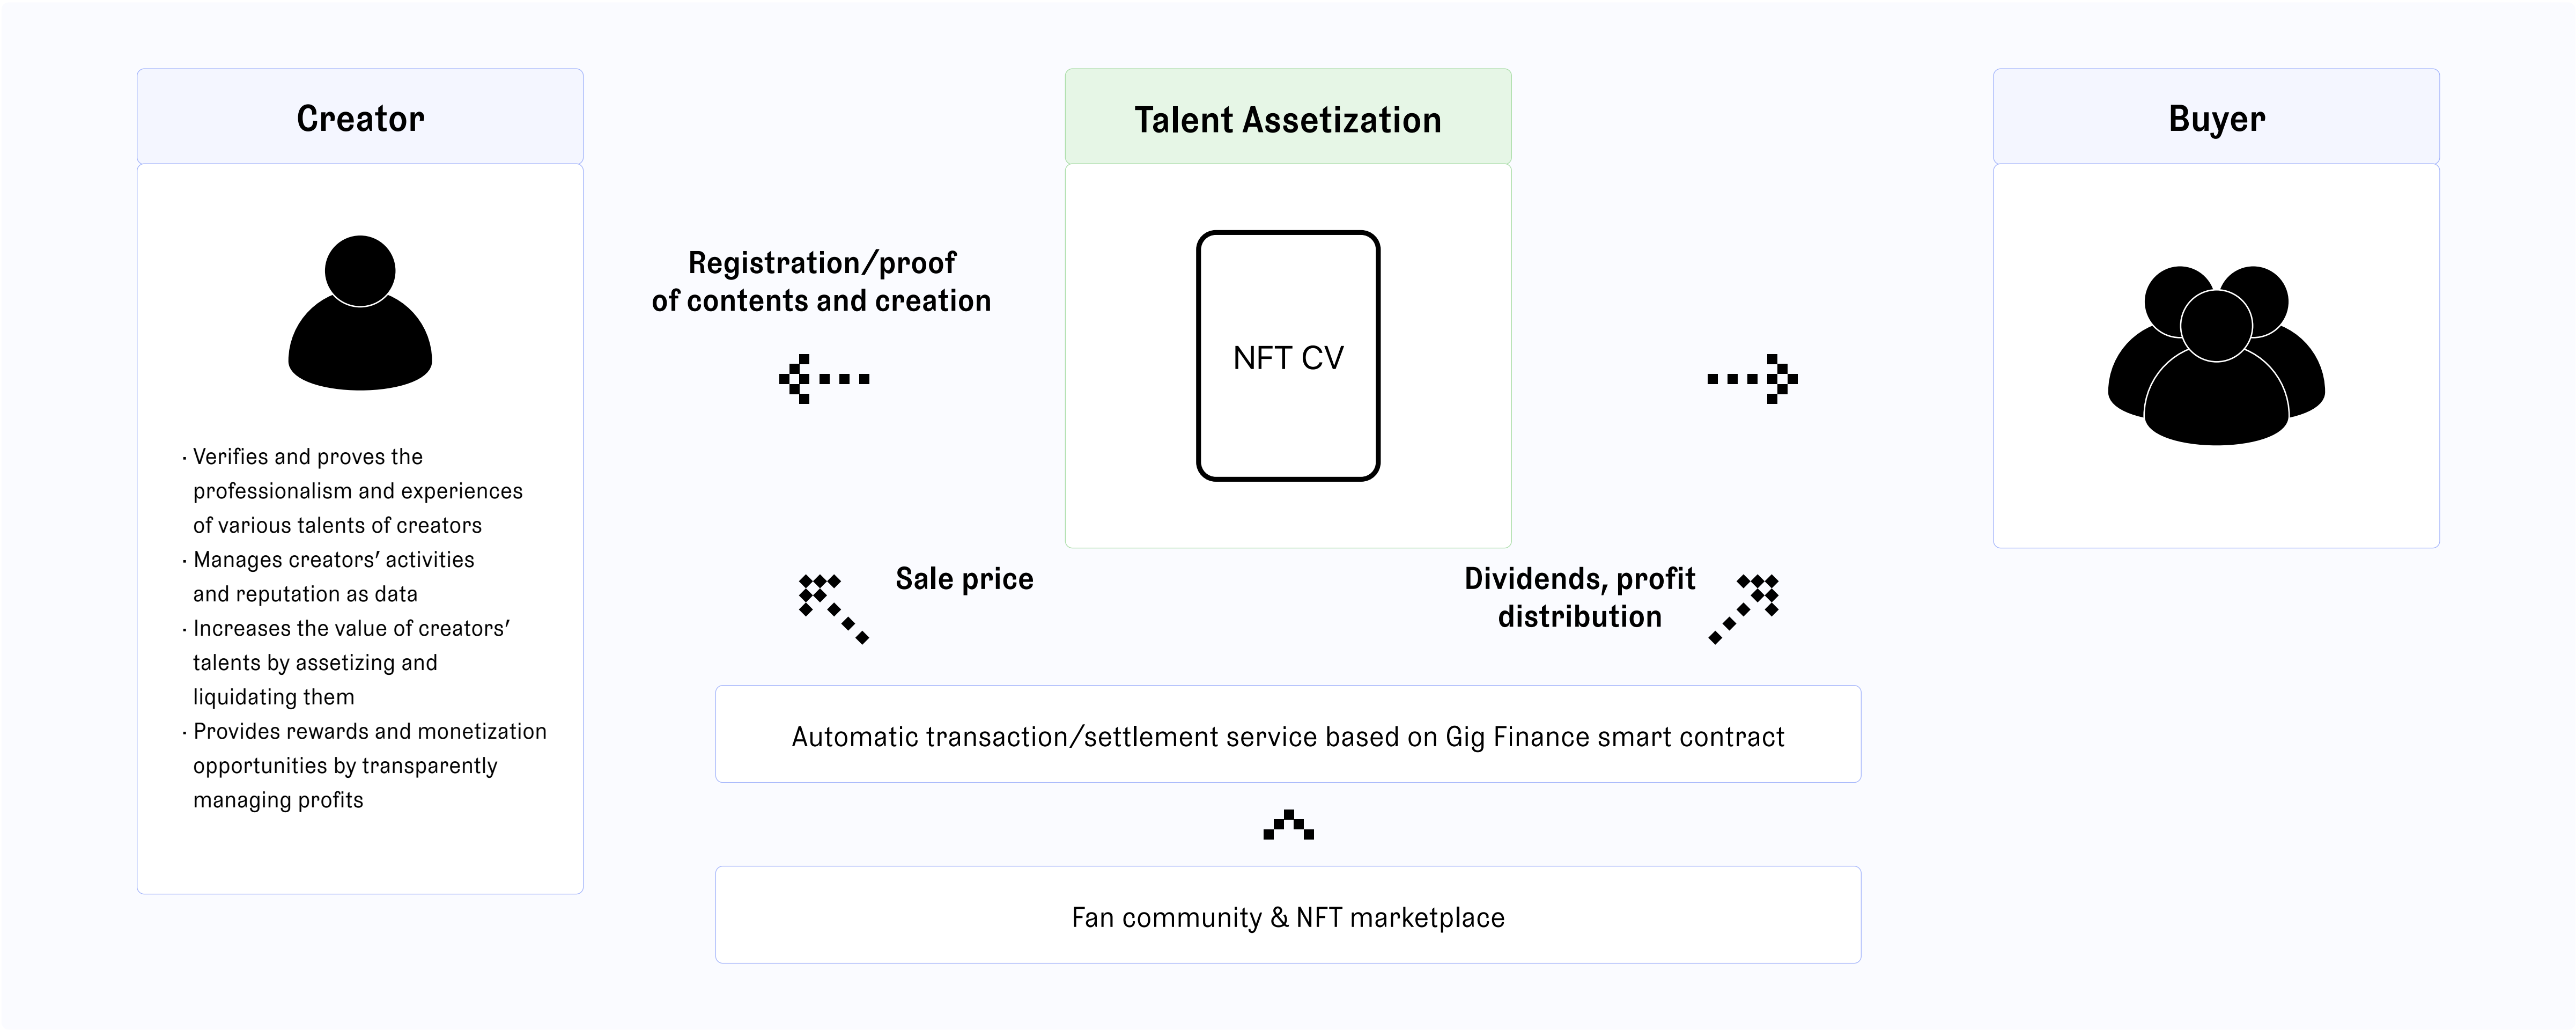 Creator
· Verifies and proves the
professionalism and experiences
of various talents of creators
· Manages creators’ activities
and reputation as data
· Increases the value of creators’
talents by assetizing and
liquidating them
· Provides rewards and monetization
opportunities by transparently
managing profits
Registration/proof
of contents and creation
Talent Assetization
NFT CV
Buyer
Sale price
Dividends, profit
distribution
Automatic transaction/settlement service based on Gig Finance smart contract
Fan community & NFT marketplace